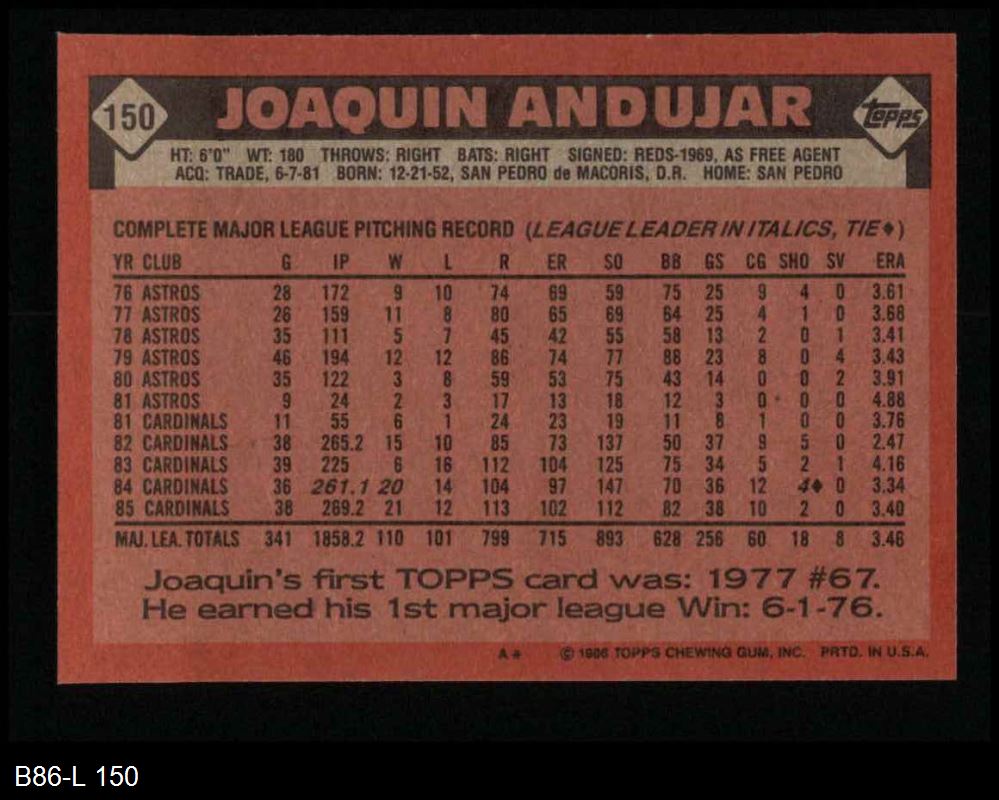 150 JOAQUIN ANDUJAR topps
HT: 6'0" WT: 180 THROWS: RIGHT BATS: RIGHT SIGNED: REDS-1969, AS FREE AGENT
ACQ: TRADE, 6-7-81 BORN: 12-21-52, SAN PEDRO de MACORIS, D.R. HOME: SAN PEDRO
COMPLETE MAJOR LEAGUE PITCHING RECORD (LEAGUE LEADER IN ITALICS, TIE♦)
YR CLUB G IP W L R ER SO BB GS CG SHO SV ERA
76 ASTROS 28 172 9 10 74 69 59 75 25 9 4 0 3.61
77 ASTROS 26 159 11 8 80 65 69 64 25 4 1 0 3.68
78 ASTROS 35 111 5 7 45 42 55 58 13 2 0 1 3.41
79 ASTROS 46 194 12 12 86 74 77 88 23 8 0 4 3.43
80 ASTROS 35 122 3 8 59 53 75 43 14 0 0 2 3.91
81 ASTROS 9 24 2 3 17 13 18 12 3 0 0 0 4.88
81 CARDINALS 11 55 6 1 24 23 19 11 8 1 0 0 3.76
82 CARDINALS 38 265.2 15 10 85 73 137 50 37 9 5 0 2.47
83 CARDINALS 39 225 6 16 112 104 125 75 34 5 2 1 4.16
84 CARDINALS 36 261.1 20 14 104 97 147 70 36 12 4♦ 0 3.34
85 CARDINALS 38 269.2 21 12 113 102 112 82 38 10 2 0 3.40
MAJ. LEA. TOTALS 341 1858.2 110 101 799 715 893 628 256 60 18 8 3.46
Joaquin's first TOPPS card was: 1977 #67.
He earned his 1st major league Win: 6-1-76.
A* © 1986 TOPPS CHEWING GUM, INC. PRTD. IN U.S.A.
B86-L 150